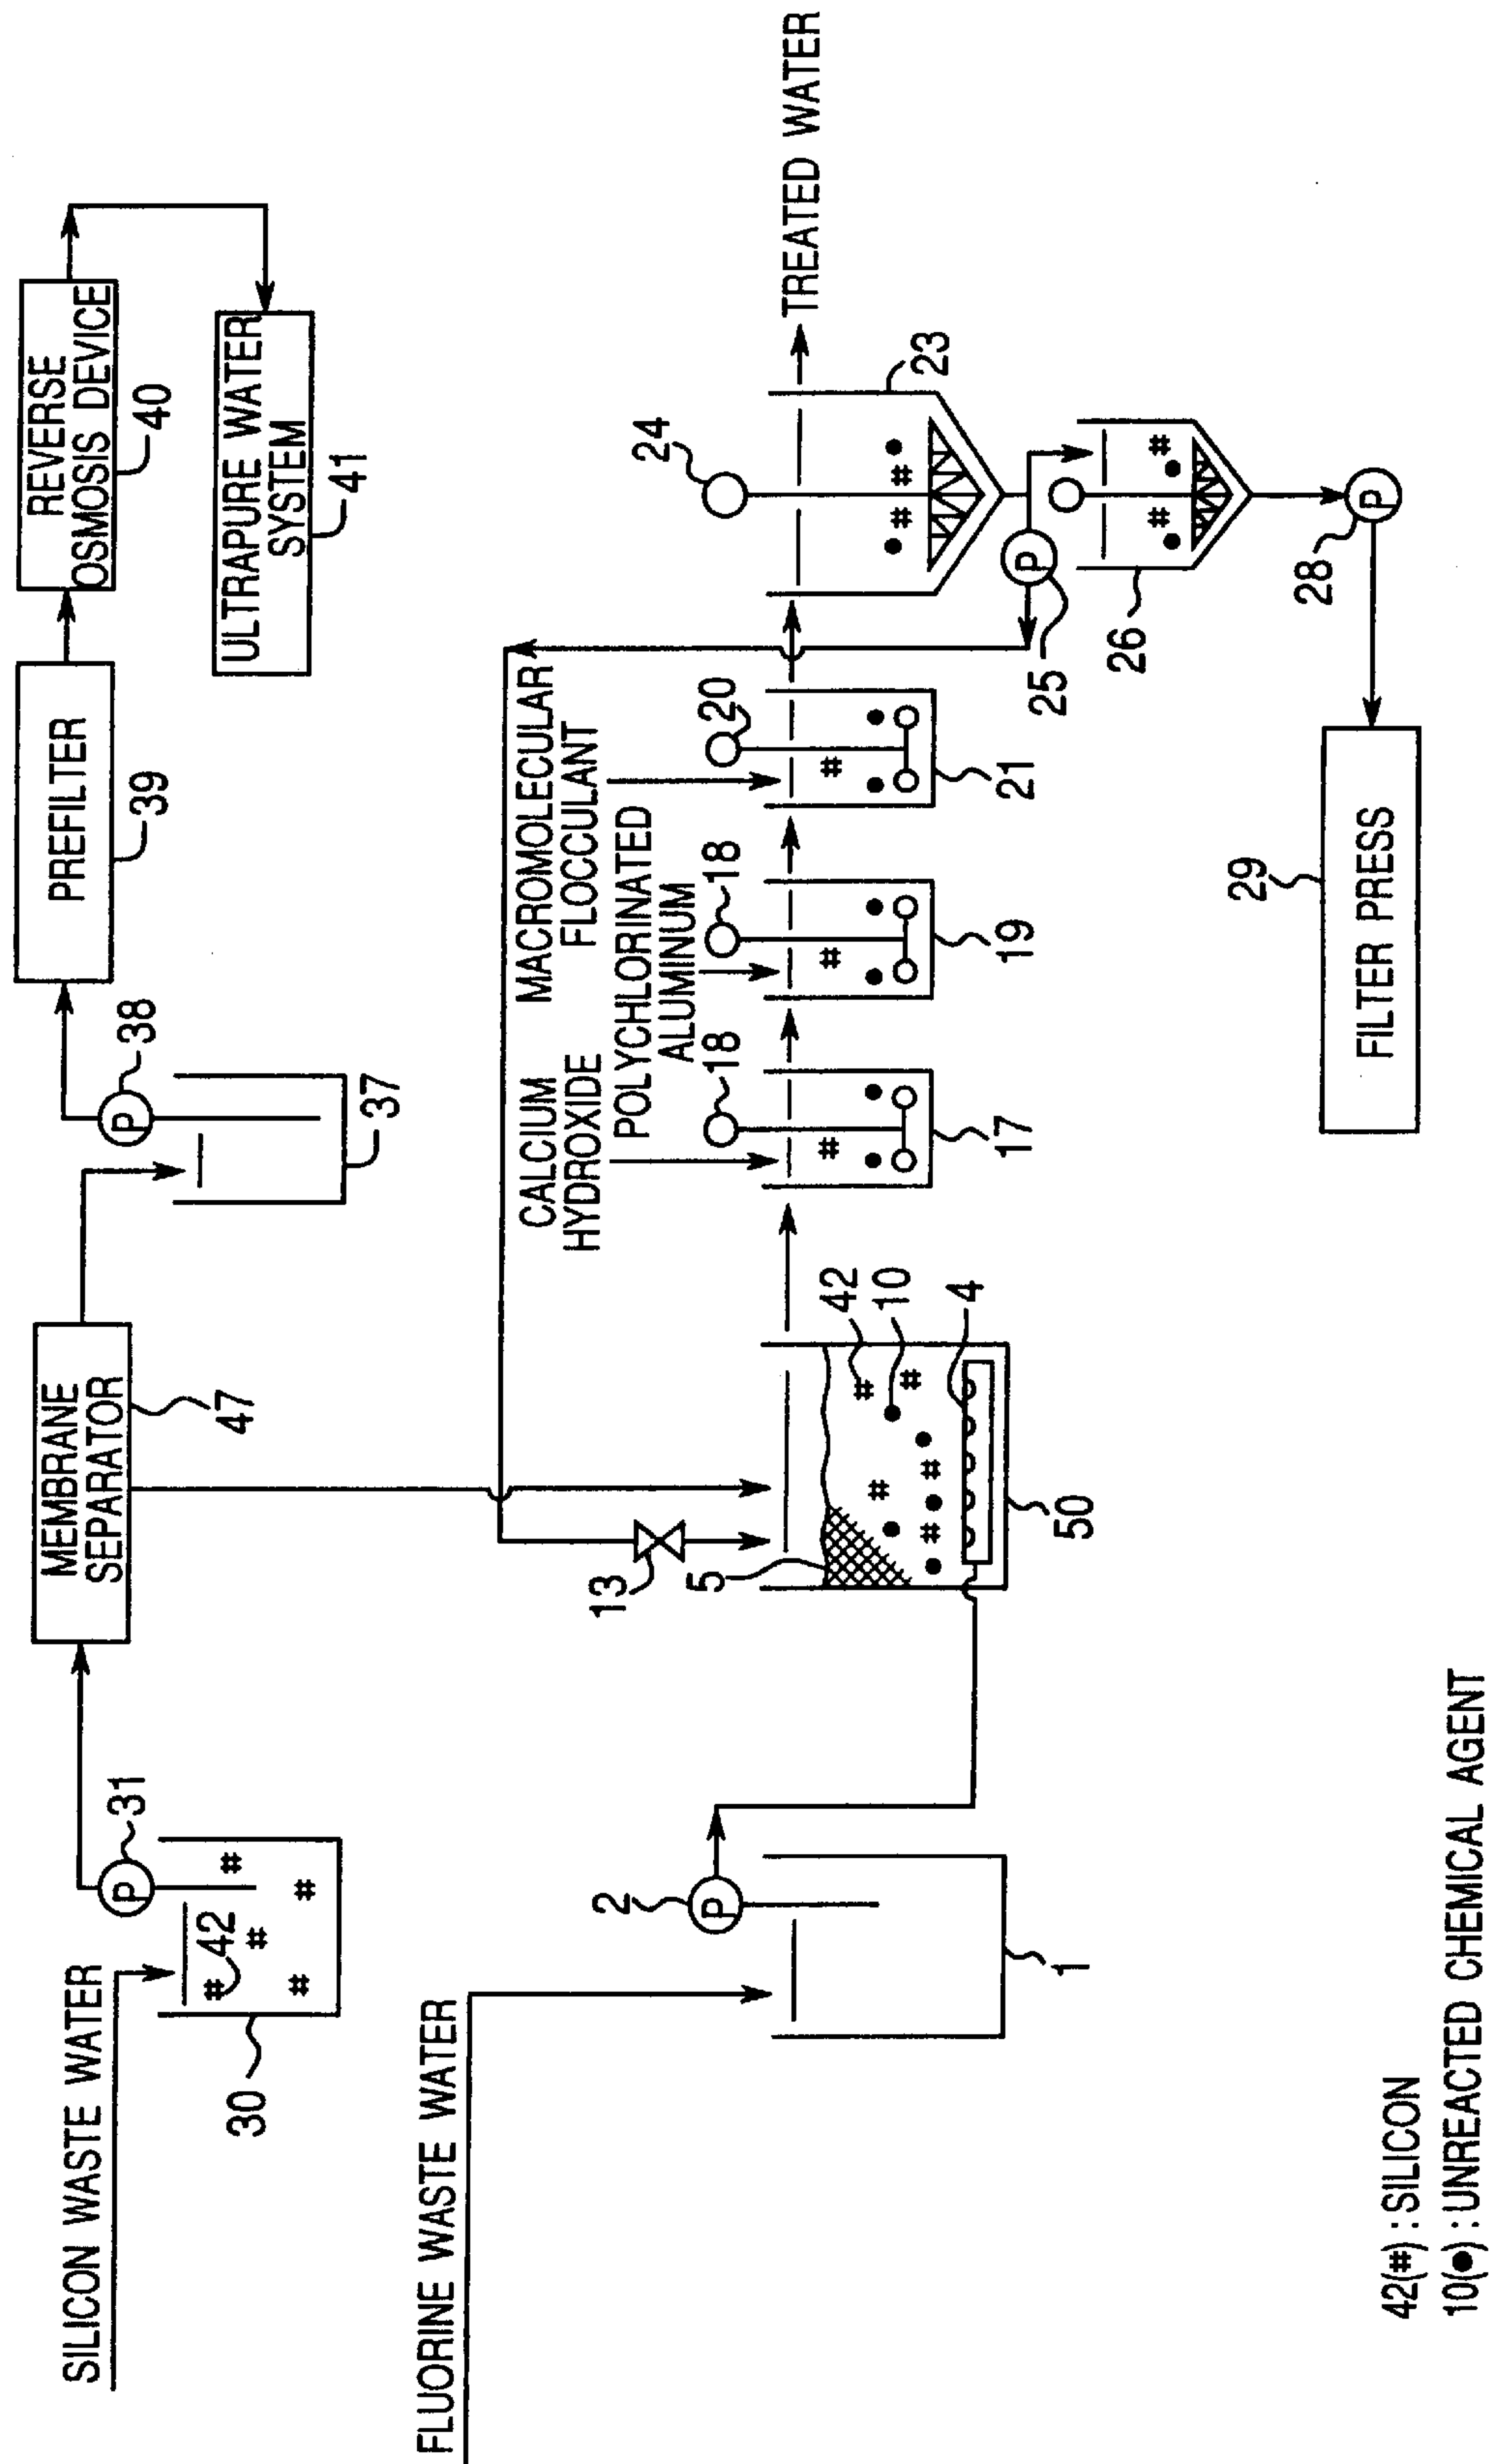 SILICON WASTE WATER
30
42
P
31
MEMBRANE
SEPARATOR
47
37
P
38
PREFILTER
39
REVERSE
OSMOSIS DEVICE
40
ULTRAPURE WATER
SYSTEM
41
FLUORINE WASTE WATER
1
2
P
13
5
50
42
10
4
CALCIUM
HYDROXIDE
18
17
POLYCHLORINATED
ALUMINUM
18
19
MACROMOLECULAR
FLOCCULANT
20
21
24
23
TREATED WATER
P
25
26
28
P
29
FILTER PRESS
42(#) : SILICON
10(●) : UNREACTED CHEMICAL AGENT